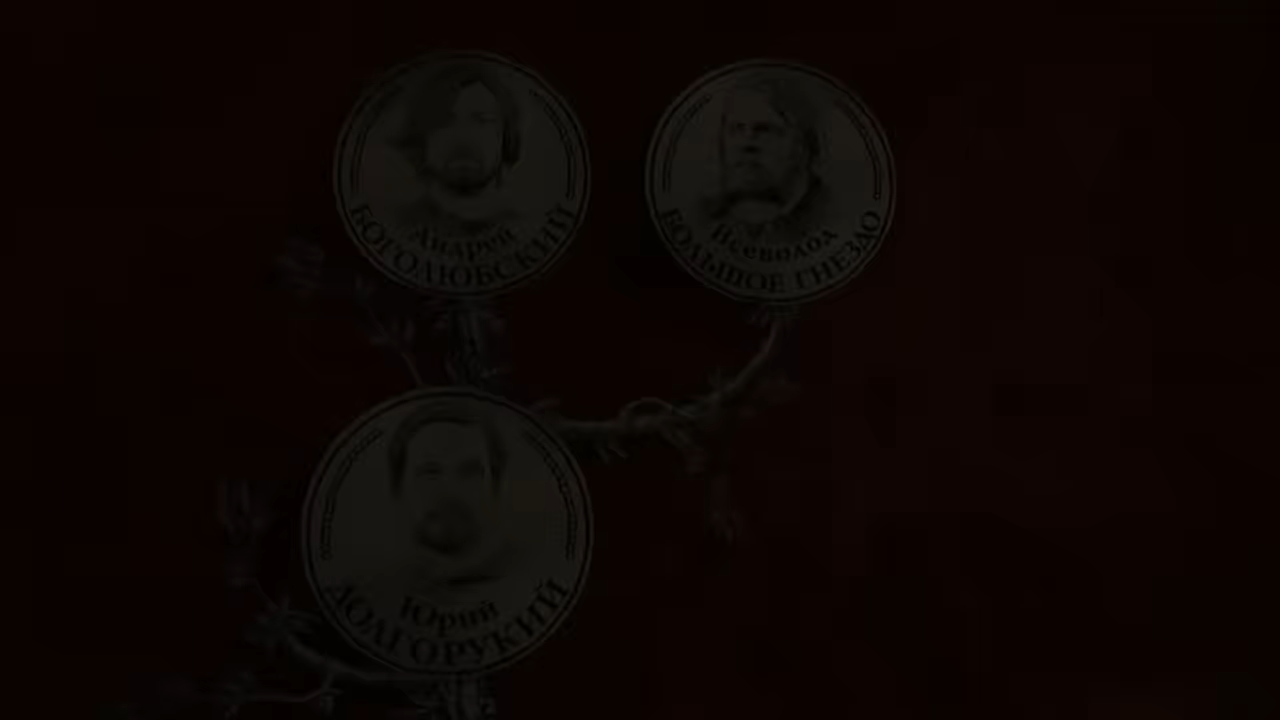 Андрей
БОГОЛЮБСКИЙ
Всеволод
БОЛЬШОЕ ГНЕЗДО
Юрий
ДОЛГОРУКИЙ